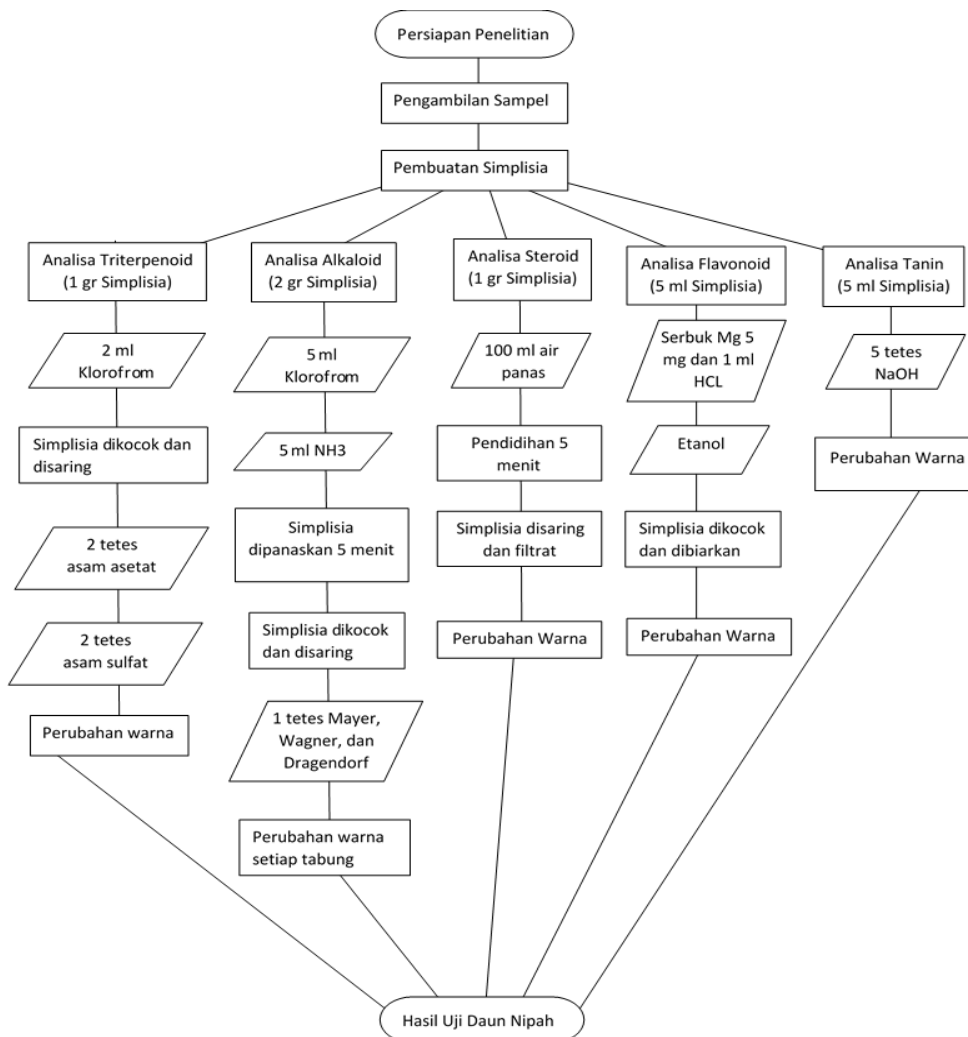 Persiapan Penelitian
Pengambilan Sampel
Pembuatan Simplisia
Analisa Triterpenoid
(1 gr Simplisia)
2 ml
Klorofrom
Simplisia dikocok dan
disaring
2 tetes
asam asetat
2 tetes
asam sulfat
Perubahan warna
Analisa Alkaloid
(2 gr Simplisia)
5 ml
Klorofrom
5 ml NH3
Simplisia
dipanaskan 5 menit
Simplisia dikocok
dan disaring
1 tetes Mayer,
Wagner, dan
Dragendorf
Perubahan warna
setiap tabung
Analisa Steroid
(1 gr Simplisia)
100 ml air
panas
Pendidihan 5
menit
Simplisia disaring
dan filtrat
Perubahan Warna
Analisa Flavonoid
(5 ml Simplisia)
Serbuk Mg 5
mg dan 1 ml
HCL
Etanol
Simplisia dikocok
dan dibiarkan
Perubahan Warna
Analisa Tanin
(5 ml Simplisia)
5 tetes
NaOH
Perubahan Warna
Hasil Uji Daun Nipah